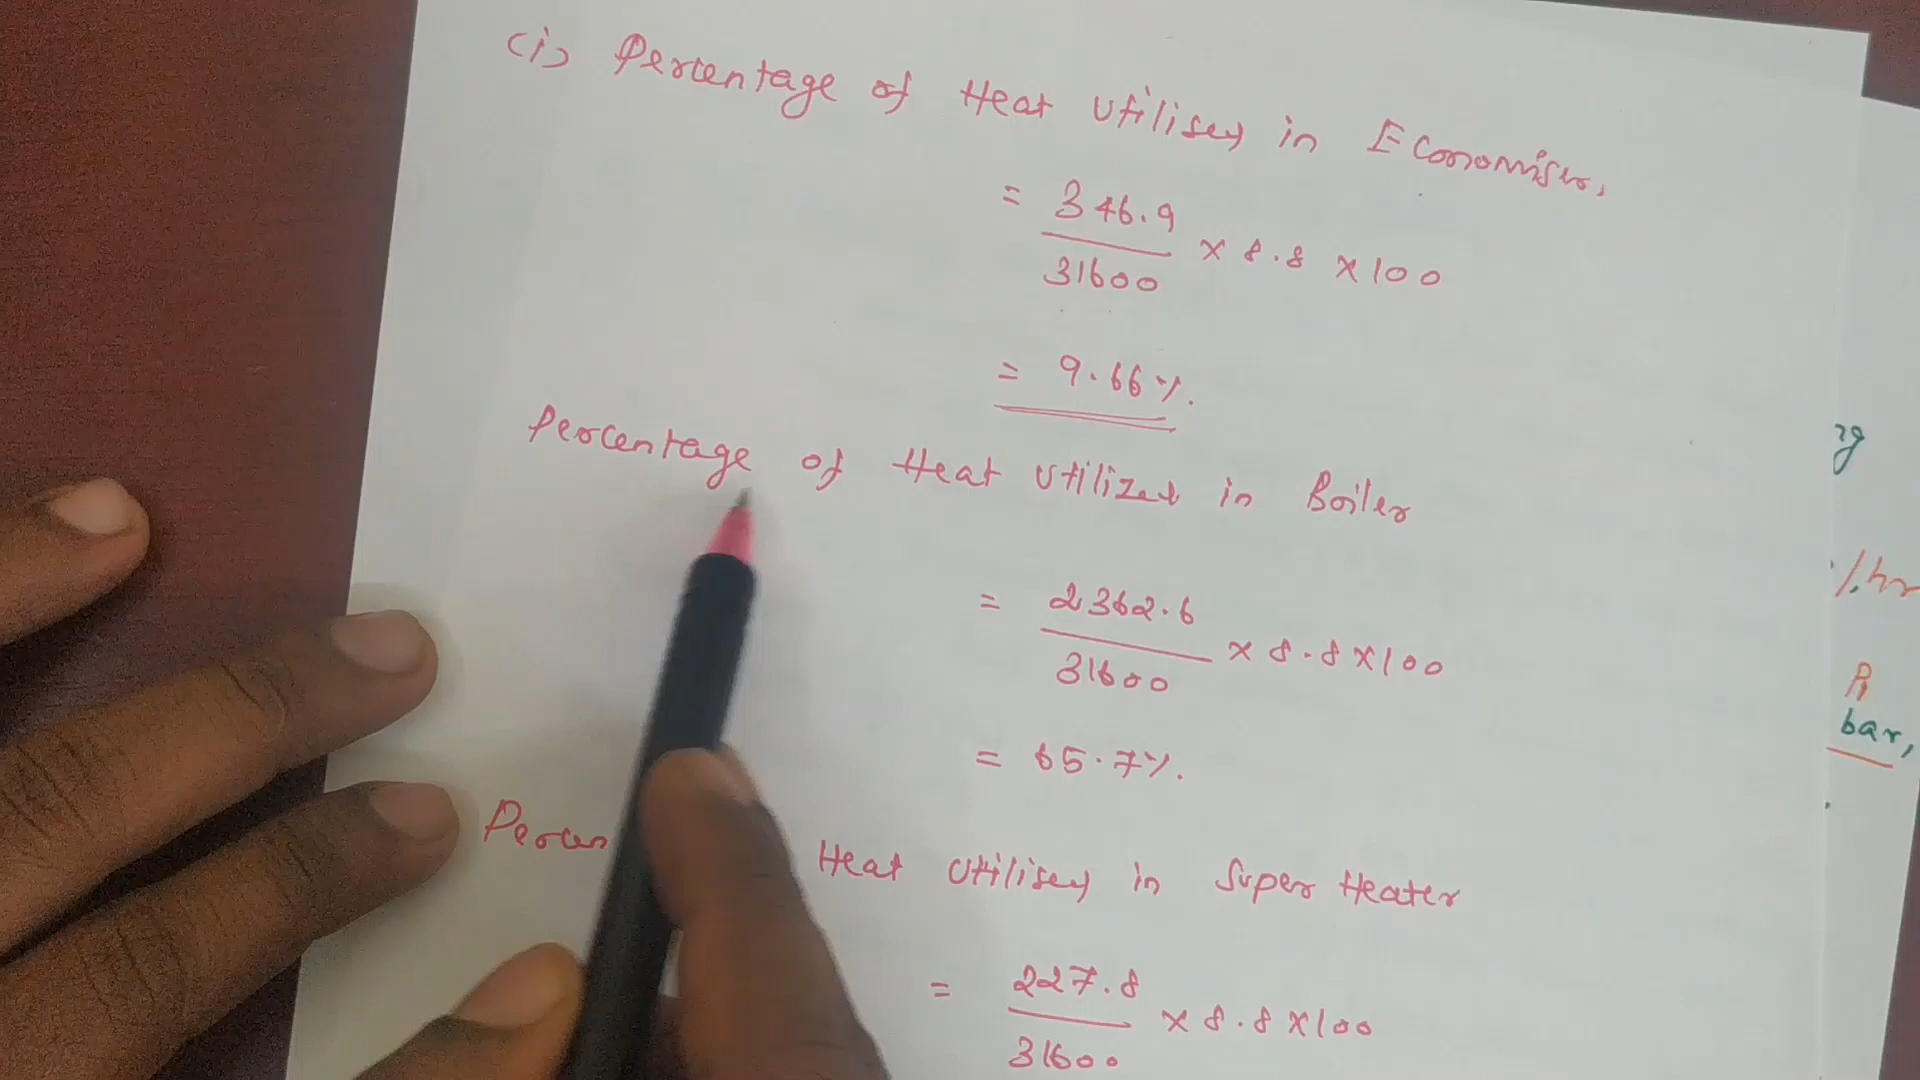 (i) Percentage of Heat Utilised in Economiser,
= 346.9 / 31600 × 8.8 × 100
= 9.66 %.
Percentage of Heat Utilized in Boiler
= 2362.6 / 31600 × 8.8 × 100
= 65.7 %.
Heat Utilised in Super Heater
= 227.8 / 31600 × 8.8 × 100
/hr
P1
bar,